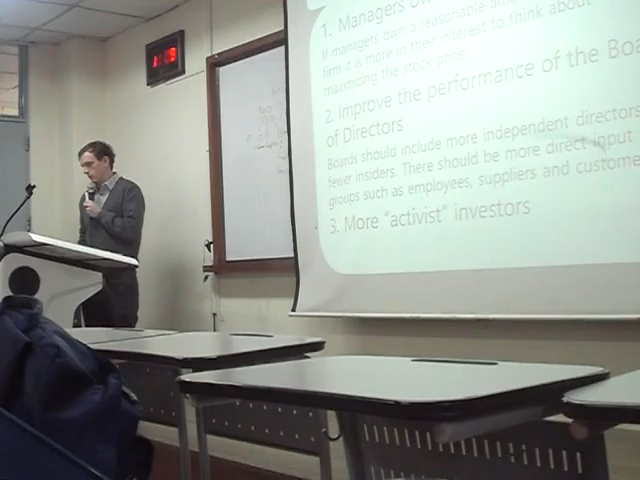 1. Managers ow
If managers own a reasonable amo
firm it is more in their interest to think about
maximizing the stock price
2. Improve the performance of the Boa
of Directors
Boards should include more independent directors
fewer insiders. There should be more direct input
groups such as employees, suppliers and custome
3. More "activist" investors